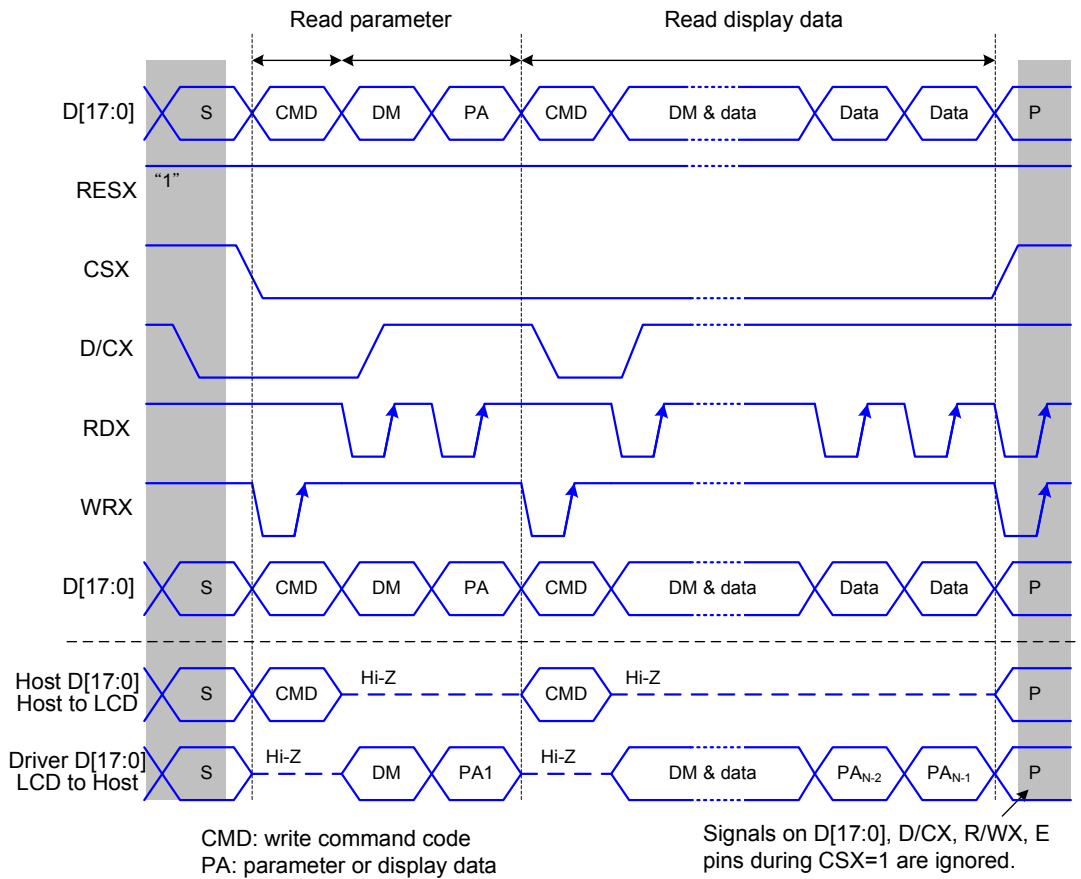 Read parameter Read display data
D[17:0] S CMD DM PA CMD DM & data Data Data P
RESX “1”
CSX
D/CX
RDX
WRX
D[17:0] S CMD DM PA CMD DM & data Data Data P
Host D[17:0] S CMD Hi-Z CMD Hi-Z P
Host to LCD
Driver D[17:0] S Hi-Z DM PA1 Hi-Z DM & data PAN-2 PAN-1 P
LCD to Host
CMD: write command code
PA: parameter or display data
Signals on D[17:0], D/CX, R/WX, E
pins during CSX=1 are ignored.